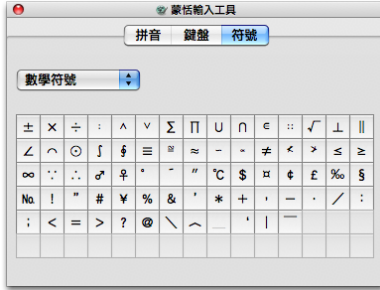 蒙恬輸入工具
拼音 鍵盤 符號
數學符號
± × ÷ : ∧ ∨ Σ Π ∪ ∩ ∈ ∷ √ ⊥ ∥
∠ ⌒ ⊙ ∫ ∮ ≡ ≌ ≈ ∽ ∝ ≠ ≮ ≯ ≤ ≥
∞ ∵ ∴ ♂ ♀ ° ′ ″ ℃ $ ¤ ¢ £ ‰ §
№ ! " # ¥ % & ' * + , - . / :
; < = > ? @ \ ︿ _ ‘ | ‾